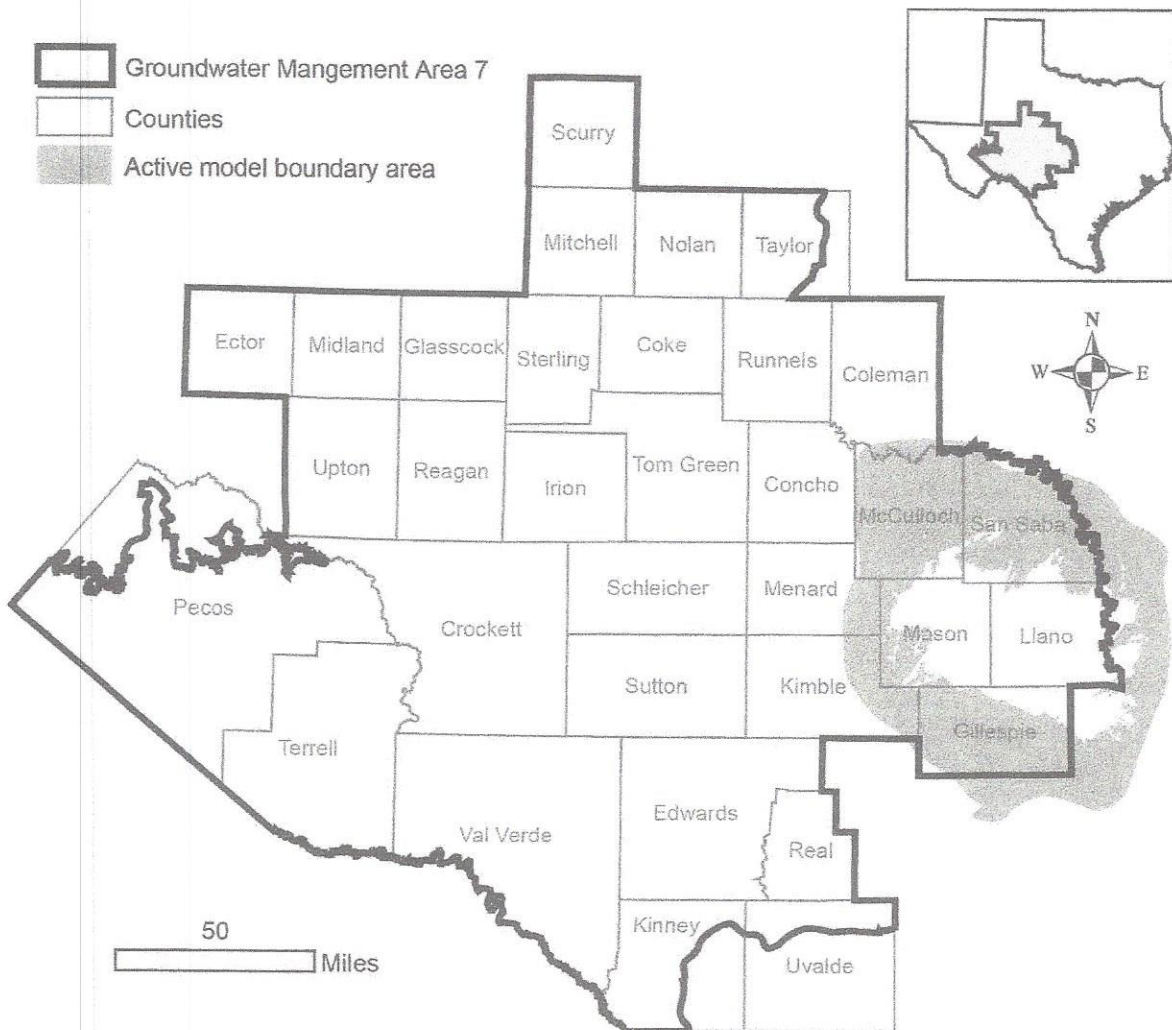 Groundwater Mangement Area 7
Counties
Active model boundary area
Scurry
Mitchell
Nolan
Taylor
Ector
Midland
Glasscock
Sterling
Coke
Runnels
Coleman
N
W
E
S
Upton
Reagan
Irion
Tom Green
Concho
McCulloch
San Saba
Pecos
Crockett
Schleicher
Menard
Mason
Llano
Sutton
Kimble
Gillespie
Terrell
Val Verde
Edwards
Real
Kinney
Uvalde
50
Miles